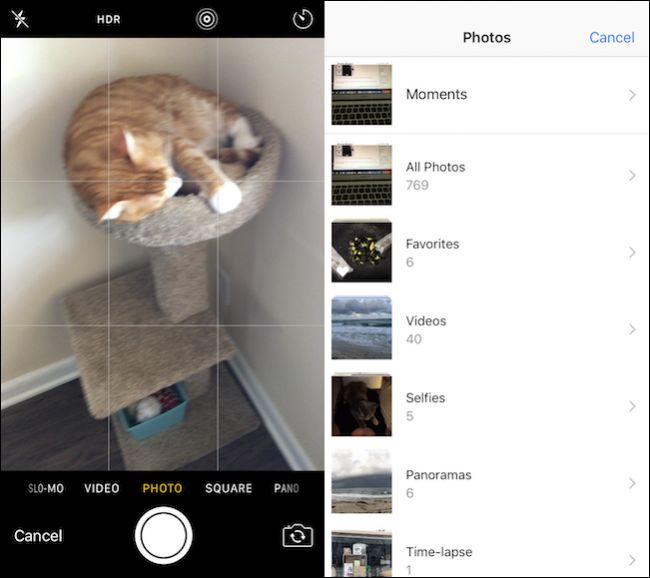 HDR
SLO-MO VIDEO PHOTO SQUARE PANO
Cancel
Photos Cancel
Moments
All Photos
769
Favorites
6
Videos
40
Selfies
5
Panoramas
6
Time-lapse
1